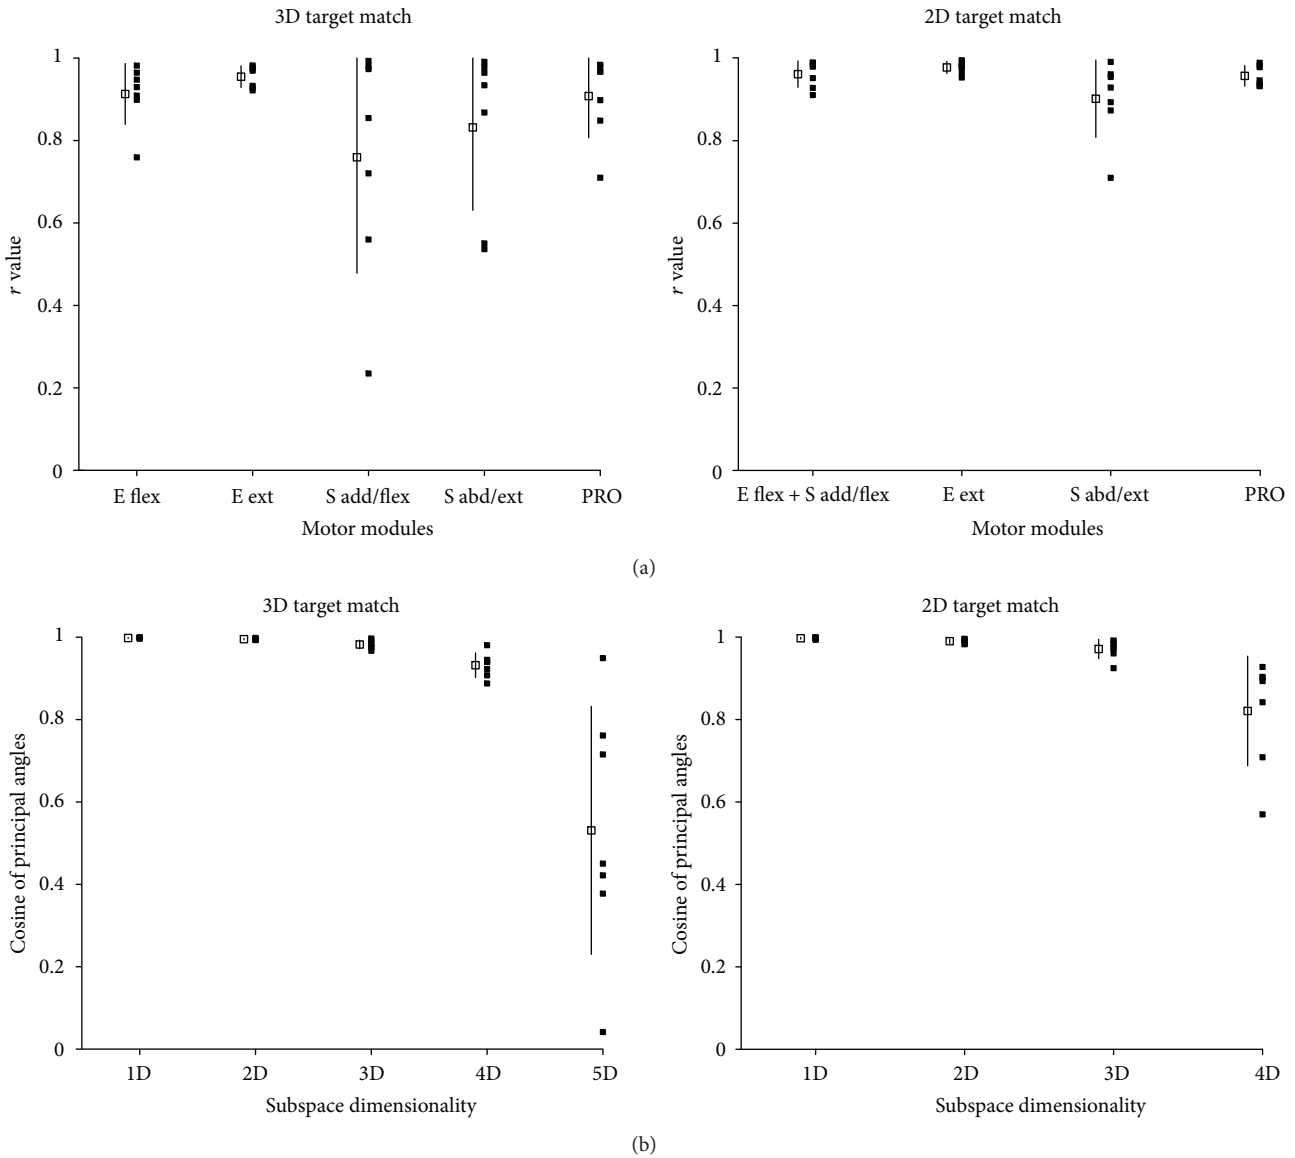 3D target match
1
0.8
0.6
0.4
0.2
0
r value
E flex E ext S add/flex S abd/ext PRO
Motor modules
2D target match
1
0.8
0.6
0.4
0.2
0
r value
E flex + S add/flex E ext S abd/ext PRO
Motor modules
(a)
3D target match
1
0.8
0.6
0.4
0.2
0
Cosine of principal angles
1D 2D 3D 4D 5D
Subspace dimensionality
2D target match
1
0.8
0.6
0.4
0.2
0
Cosine of principal angles
1D 2D 3D 4D
Subspace dimensionality
(b)